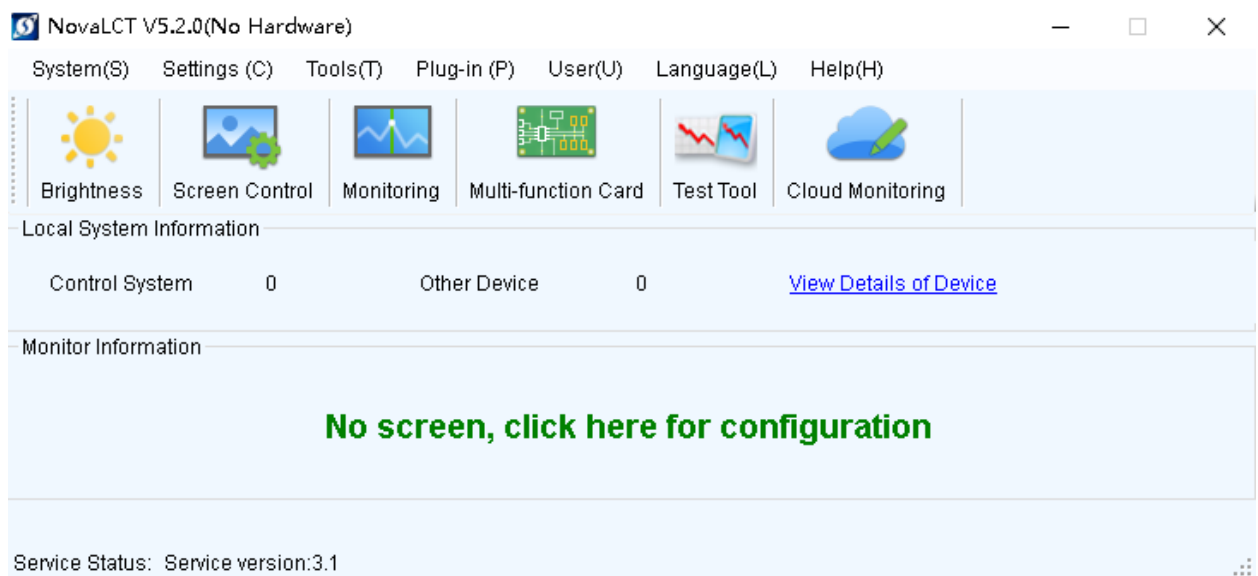 NovaLCT V5.2.0(No Hardware)
System(S) Settings (C) Tools(T) Plug-in (P) User(U) Language(L) Help(H)
Brightness Screen Control Monitoring Multi-function Card Test Tool Cloud Monitoring
Local System Information
Control System 0 Other Device 0 View Details of Device
Monitor Information
No screen, click here for configuration
Service Status: Service version:3.1